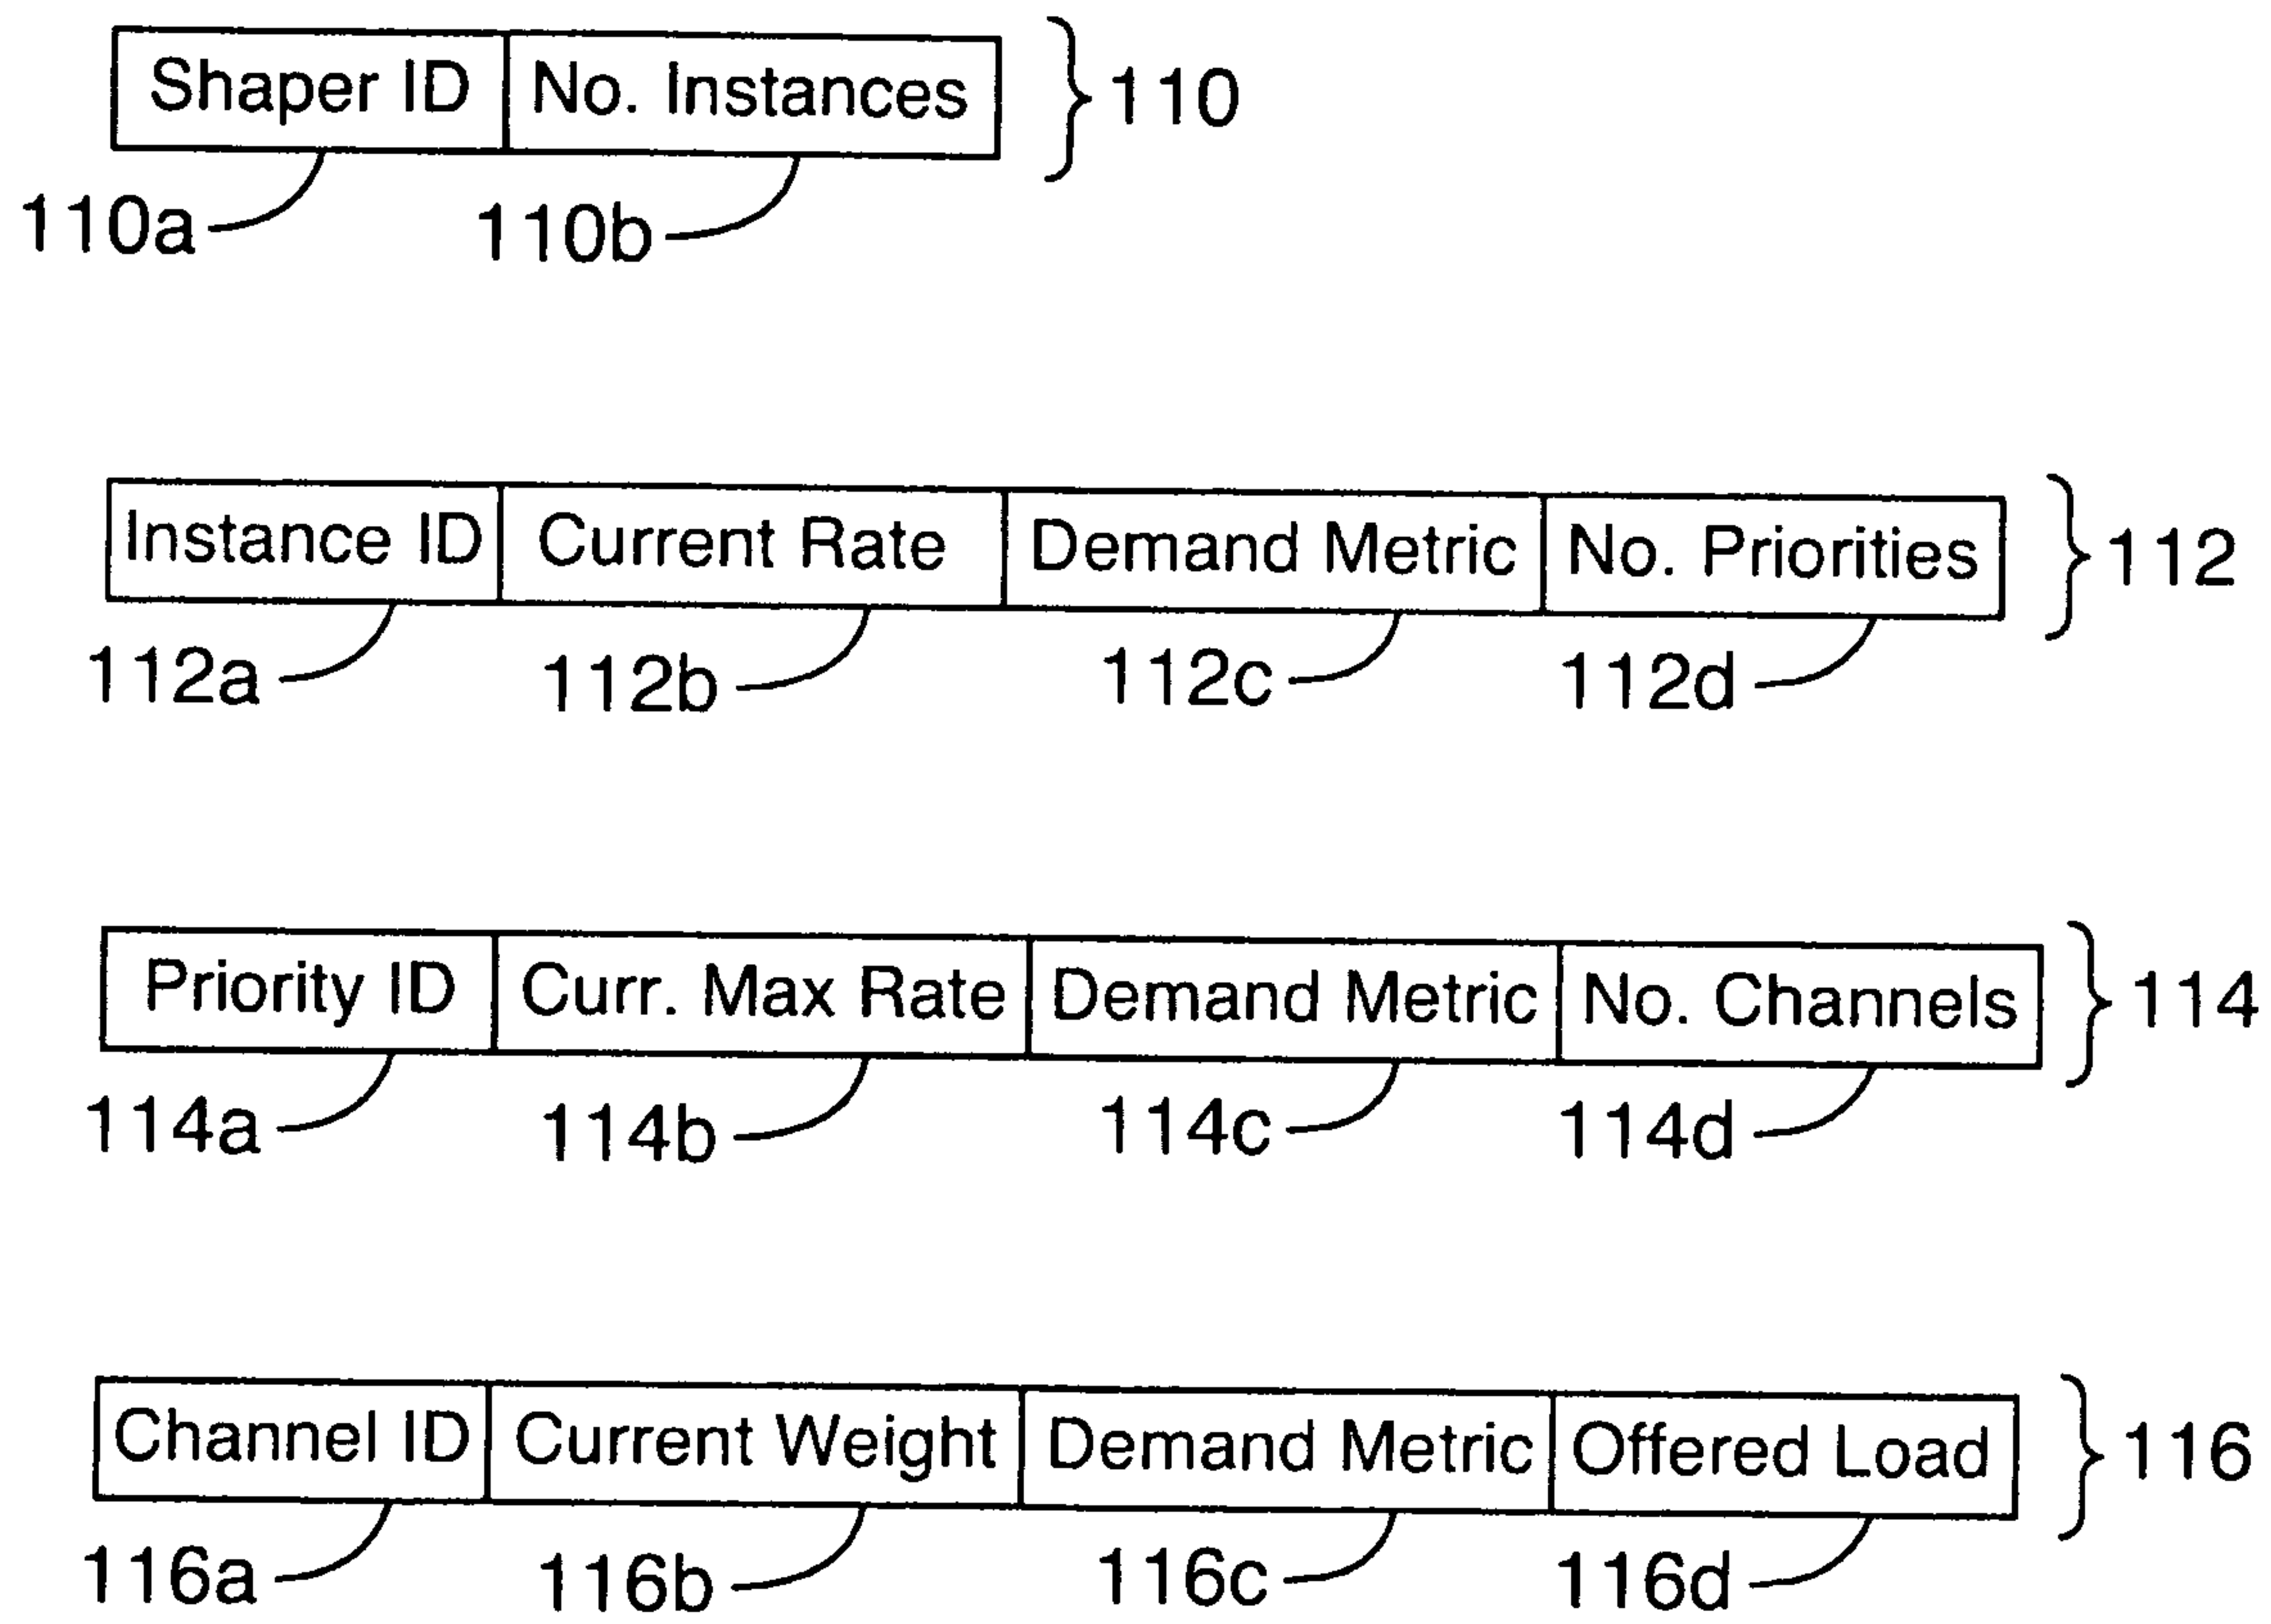 Shaper ID No. Instances 110
110a 110b
Instance ID Current Rate Demand Metric No. Priorities 112
112a 112b 112c 112d
Priority ID Curr. Max Rate Demand Metric No. Channels 114
114a 114b 114c 114d
Channel ID Current Weight Demand Metric Offered Load 116
116a 116b 116c 116d